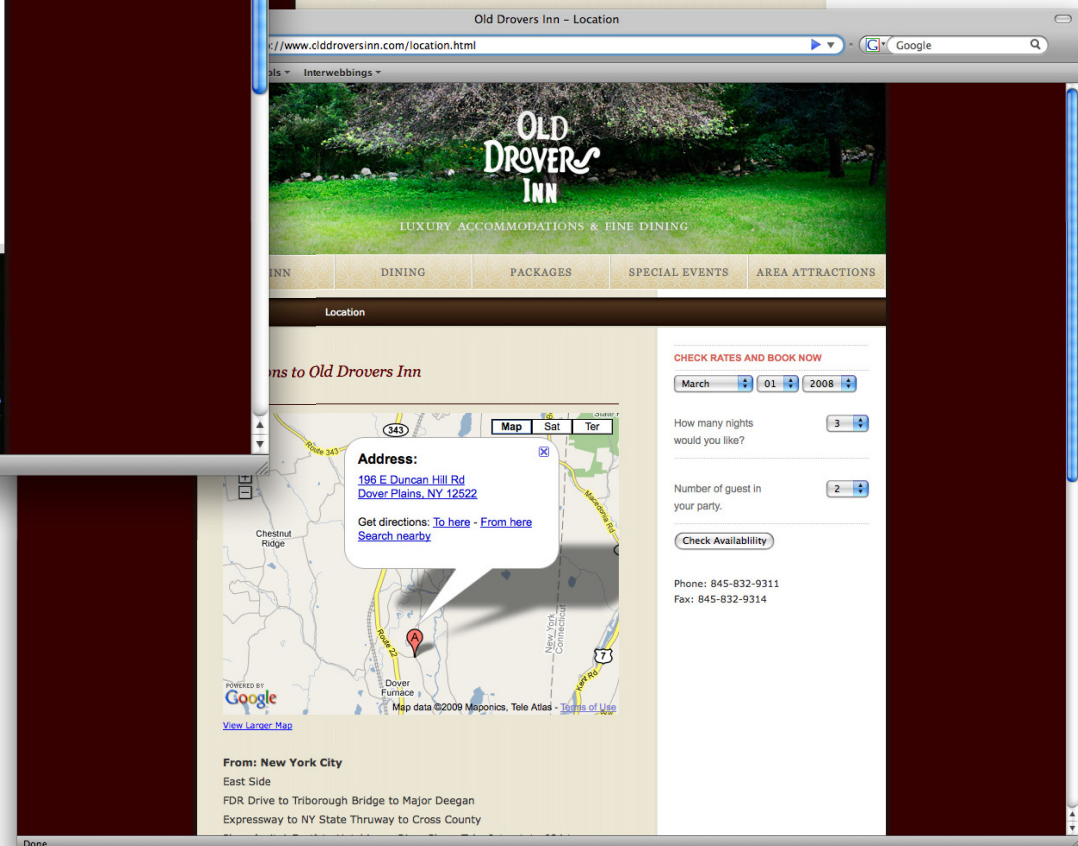 Old Drovers Inn – Location
://www.olddroversinn.com/location.html
Google
ols
Interwebbings
OLD
DROVERS
INN
LUXURY ACCOMMODATIONS & FINE DINING
INN
DINING
PACKAGES
SPECIAL EVENTS
AREA ATTRACTIONS
Location
ons to Old Drovers Inn
CHECK RATES AND BOOK NOW
March 01 2008
How many nights 3
would you like?
Number of guest in 2
your party.
Check Availablility
Phone: 845-832-9311
Fax: 845-832-9314
Map Sat Ter
343
Route 343
Address:
196 E Duncan Hill Rd
Dover Plains, NY 12522
Get directions: To here - From here
Search nearby
Macedonia Rd
Chestnut
Ridge
Route 22
A
New York
Connecticut
7
Kent Rd
Dover
Furnace
POWERED BY
Google
Map data ©2009 Maponics, Tele Atlas - Terms of Use
View Larger Map
From: New York City
East Side
FDR Drive to Triborough Bridge to Major Deegan
Expressway to NY State Thruway to Cross County
Done